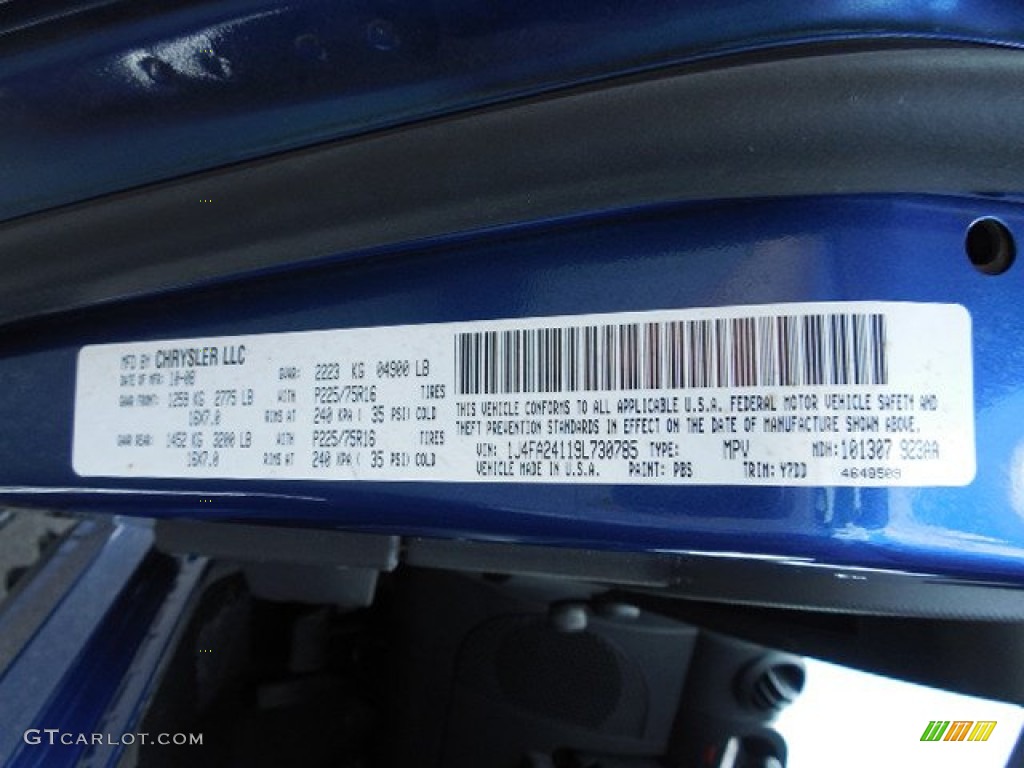 MFD BY CHRYSLER LLC
DATE OF MFR: 10-08 GVWR: 2223 KG 04900 LB
GAWR FRONT: 1259 KG 2775 LB WITH P225/75R16 TIRES
16X7.0 RIMS AT 240 KPA( 35 PSI)COLD
GAWR REAR: 1452 KG 3200 LB WITH P225/75R16 TIRES
16X7.0 RIMS AT 240 KPA( 35 PSI)COLD
THIS VEHICLE CONFORMS TO ALL APPLICABLE U.S.A. FEDERAL MOTOR VEHICLE SAFETY AND
THEFT PREVENTION STANDARDS IN EFFECT ON THE DATE OF MANUFACTURE SHOWN ABOVE.
VIN: 1J4FA24119L730785 TYPE: MPV MDH:101307 923AA
VEHICLE MADE IN U.S.A. PAINT: PBS TRIM: Y7DD 4649509
GTCARLOT.COM